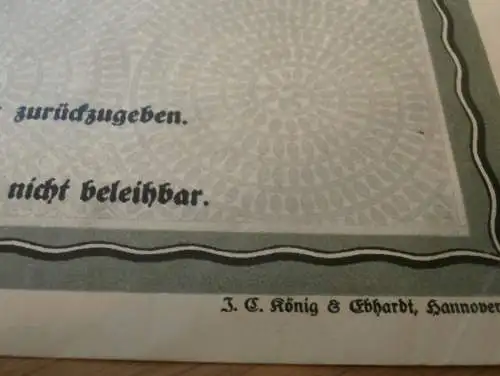 zurückzugeben.
nicht beleihbar.
J. C. König & Ebhardt, Hannover